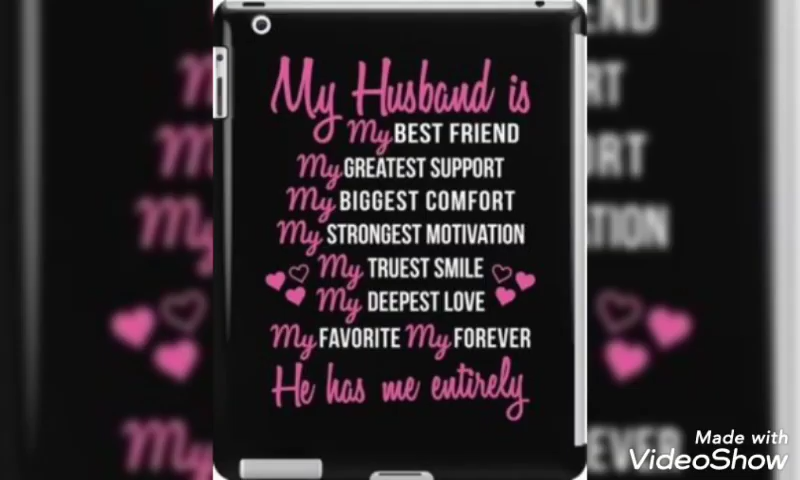 My Husband is
My BEST FRIEND
My GREATEST SUPPORT
My BIGGEST COMFORT
My STRONGEST MOTIVATION
My TRUEST SMILE
My DEEPEST LOVE
My FAVORITE My FOREVER
He has me entirely
Made with
VideoShow